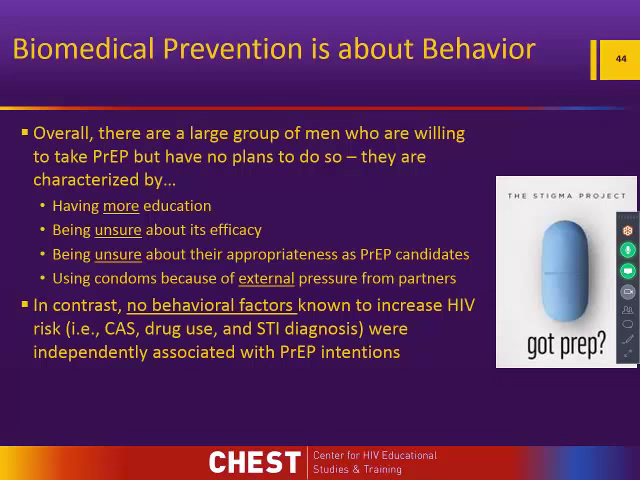 Biomedical Prevention is about Behavior
44
Overall, there are a large group of men who are willing
to take PrEP but have no plans to do so – they are
characterized by…
Having more education
Being unsure about its efficacy
Being unsure about their appropriateness as PrEP candidates
Using condoms because of external pressure from partners
In contrast, no behavioral factors known to increase HIV
risk (i.e., CAS, drug use, and STI diagnosis) were
independently associated with PrEP intentions
THE STIGMA PROJECT
got prep?
CHEST
Center for HIV Educational
Studies & Training